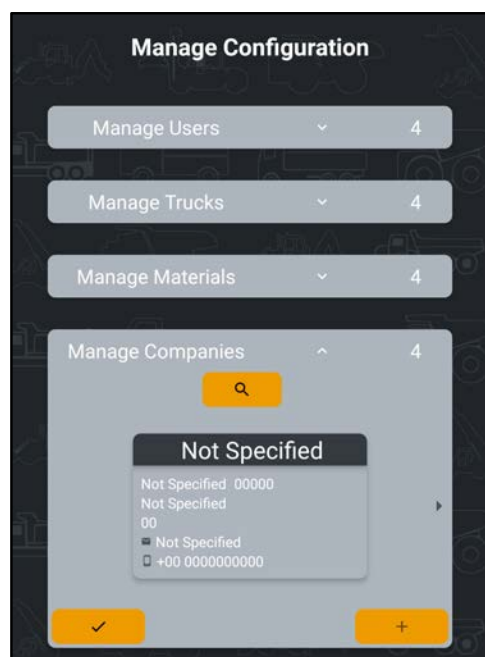 Manage Configuration
Manage Users 4
Manage Trucks 4
Manage Materials 4
Manage Companies 4
Not Specified
Not Specified 00000
Not Specified
00
Not Specified
+00 0000000000